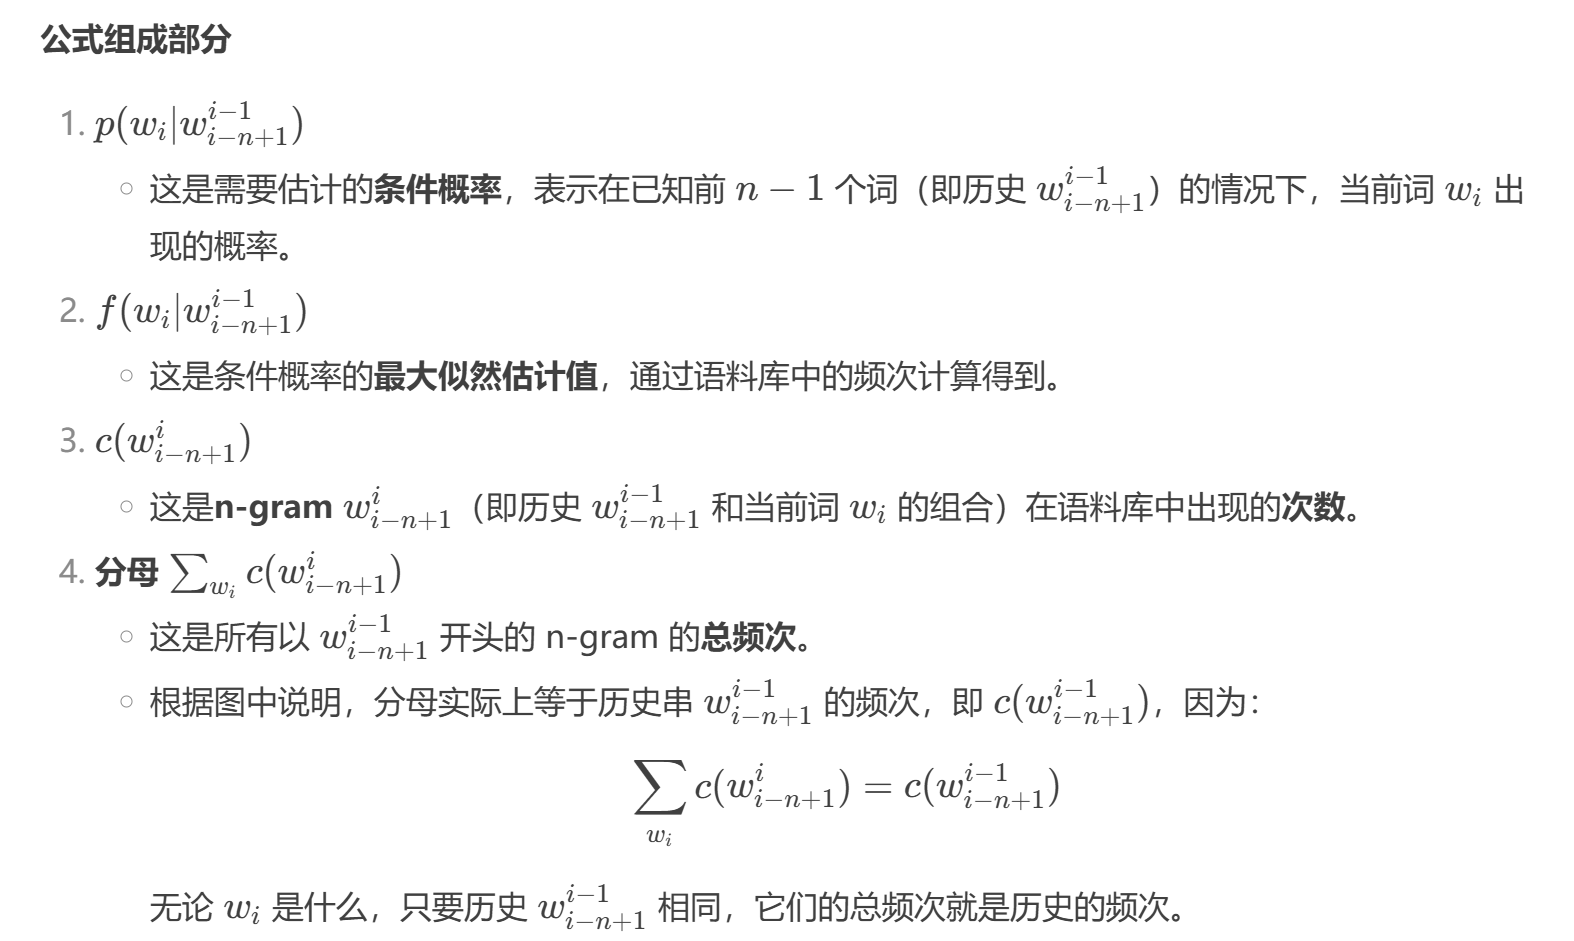 公式组成部分
1. $p(w_i|w_{i-n+1}^{i-1})$
○ 这是需要估计的条件概率，表示在已知前 $n-1$ 个词（即历史 $w_{i-n+1}^{i-1}$）的情况下，当前词 $w_i$ 出
现的概率。
2. $f(w_i|w_{i-n+1}^{i-1})$
○ 这是条件概率的最大似然估计值，通过语料库中的频次计算得到。
3. $c(w_{i-n+1}^{i})$
○ 这是n-gram $w_{i-n+1}^{i}$（即历史 $w_{i-n+1}^{i-1}$ 和当前词 $w_i$ 的组合）在语料库中出现的次数。
4. 分母 $\sum_{w_i} c(w_{i-n+1}^{i})$
○ 这是所有以 $w_{i-n+1}^{i-1}$ 开头的 n-gram 的总频次。
○ 根据图中说明，分母实际上等于历史串 $w_{i-n+1}^{i-1}$ 的频次，即 $c(w_{i-n+1}^{i-1})$，因为：
$\sum_{w_i} c(w_{i-n+1}^{i}) = c(w_{i-n+1}^{i-1})$
无论 $w_i$ 是什么，只要历史 $w_{i-n+1}^{i-1}$ 相同，它们的总频次就是历史的频次。